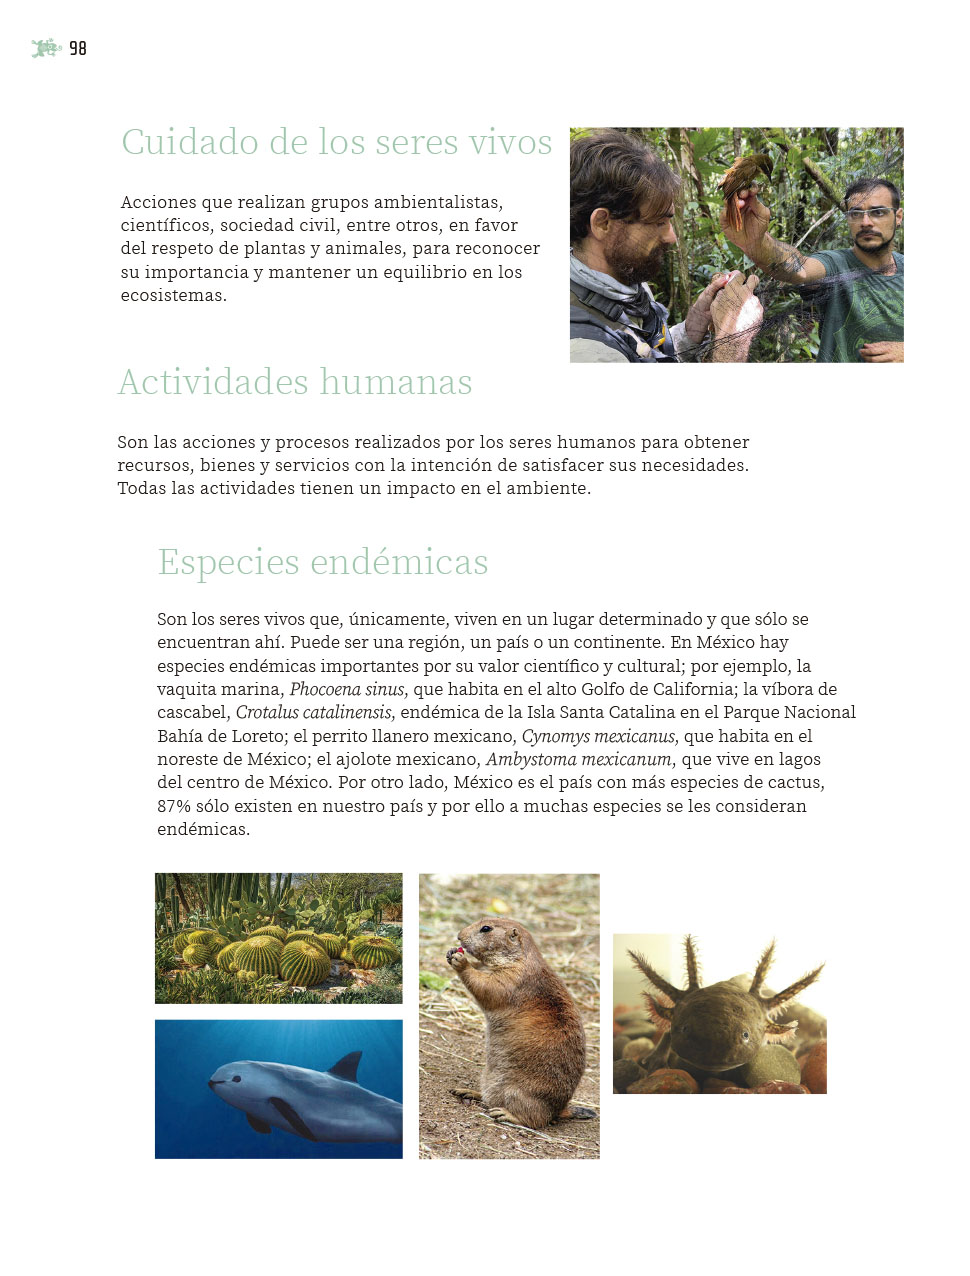 98
Cuidado de los seres vivos
Acciones que realizan grupos ambientalistas,
científicos, sociedad civil, entre otros, en favor
del respeto de plantas y animales, para reconocer
su importancia y mantener un equilibrio en los
ecosistemas.
Actividades humanas
Son las acciones y procesos realizados por los seres humanos para obtener
recursos, bienes y servicios con la intención de satisfacer sus necesidades.
Todas las actividades tienen un impacto en el ambiente.
Especies endémicas
Son los seres vivos que, únicamente, viven en un lugar determinado y que sólo se
encuentran ahí. Puede ser una región, un país o un continente. En México hay
especies endémicas importantes por su valor científico y cultural; por ejemplo, la
vaquita marina, Phocoena sinus, que habita en el alto Golfo de California; la víbora de
cascabel, Crotalus catalinensis, endémica de la Isla Santa Catalina en el Parque Nacional
Bahía de Loreto; el perrito llanero mexicano, Cynomys mexicanus, que habita en el
noreste de México; el ajolote mexicano, Ambystoma mexicanum, que vive en lagos
del centro de México. Por otro lado, México es el país con más especies de cactus,
87% sólo existen en nuestro país y por ello a muchas especies se les consideran
endémicas.